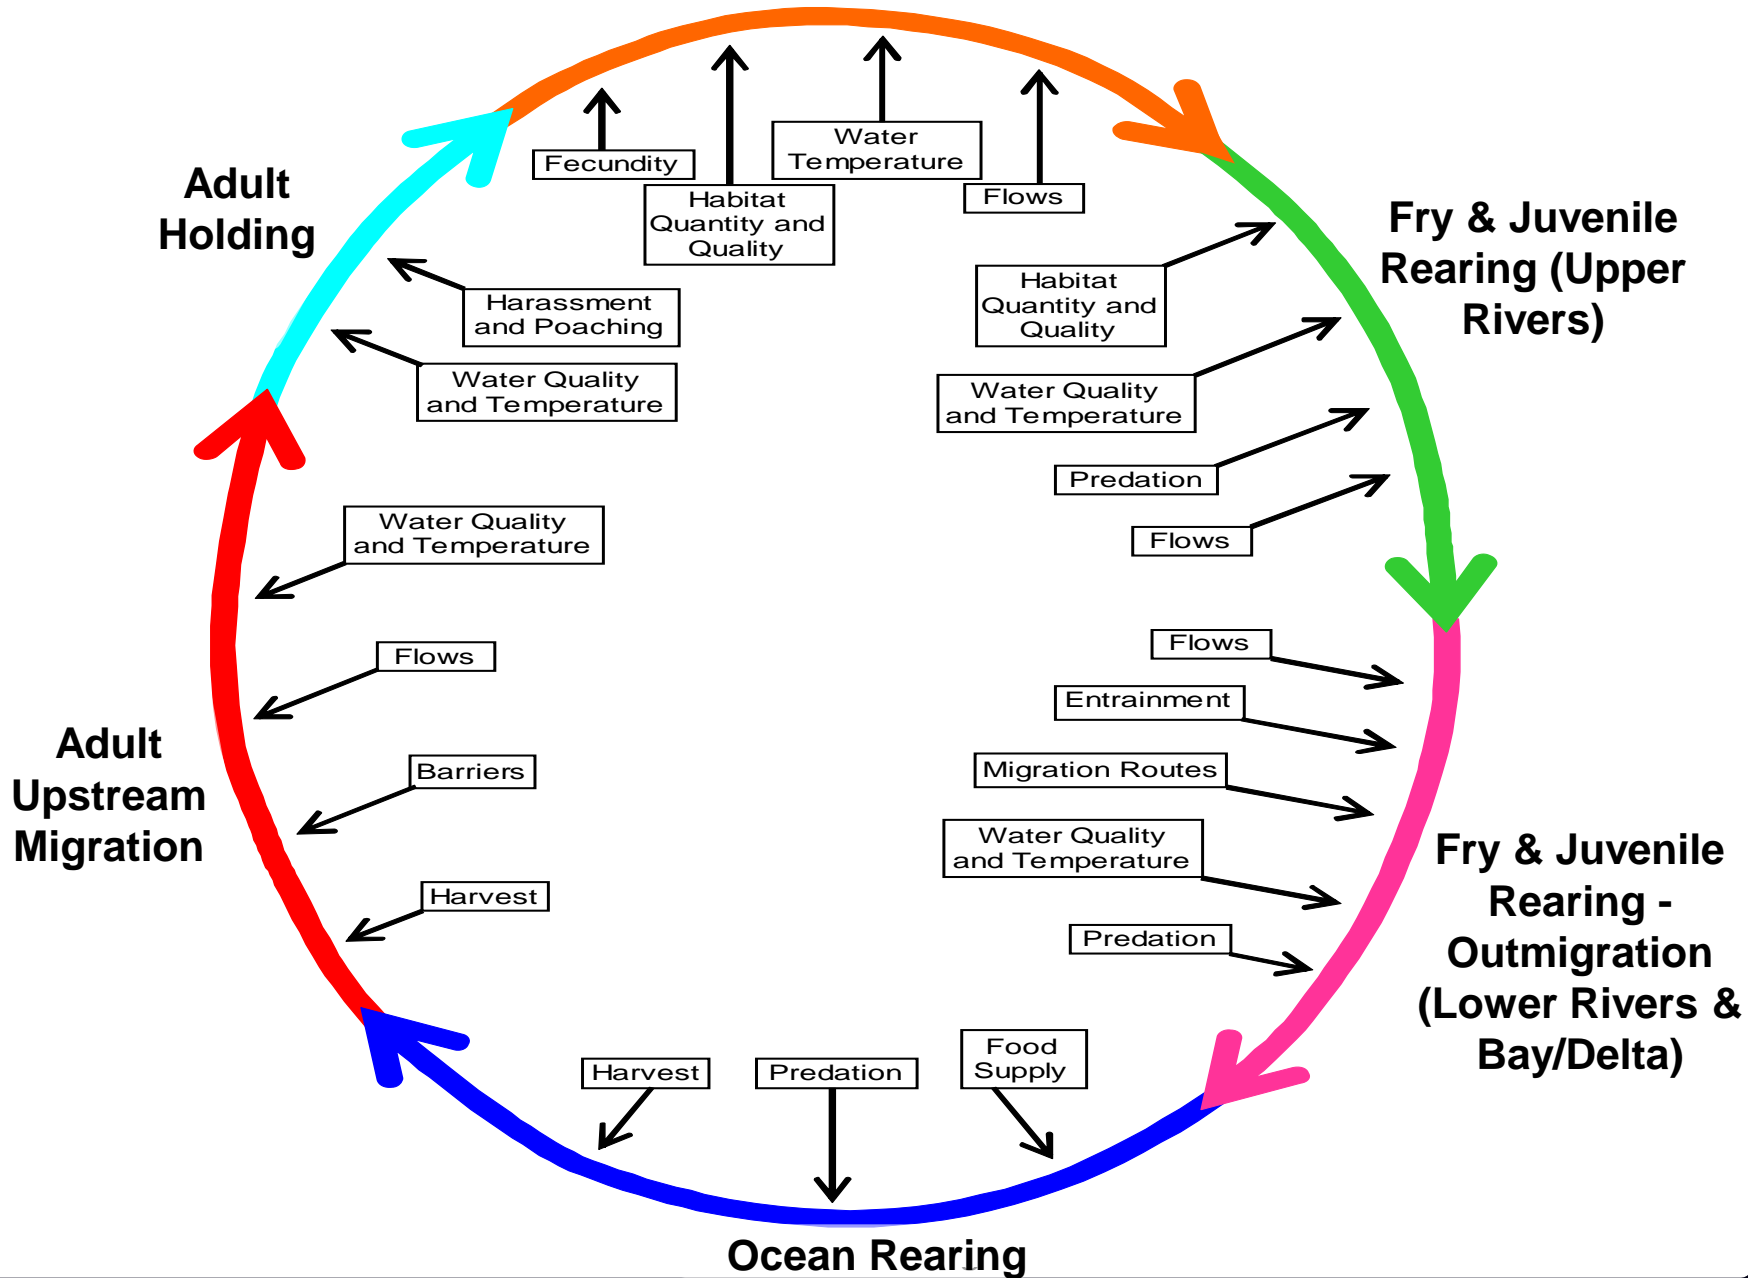 Fecundity
Habitat
Quantity and
Quality
Water
Temperature
Flows
Adult
Holding
Harassment
and Poaching
Water Quality
and Temperature
Fry & Juvenile
Rearing (Upper
Rivers)
Habitat
Quantity and
Quality
Water Quality
and Temperature
Predation
Flows
Water Quality
and Temperature
Flows
Barriers
Harvest
Adult
Upstream
Migration
Flows
Entrainment
Migration Routes
Water Quality
and Temperature
Predation
Fry & Juvenile
Rearing -
Outmigration
(Lower Rivers &
Bay/Delta)
Harvest
Predation
Food
Supply
Ocean Rearing